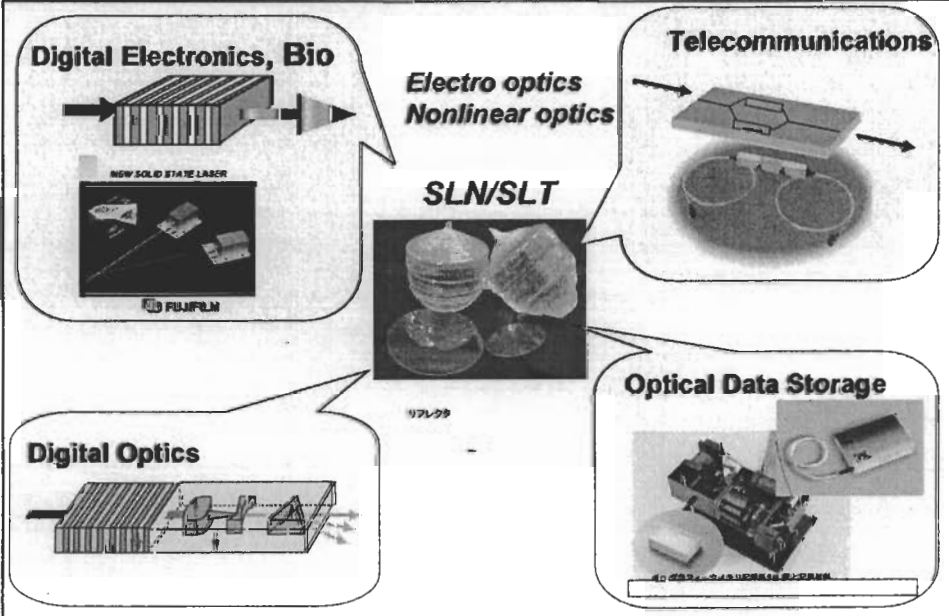 Digital Electronics, Bio
NEW SOLID STATE LASER
FUJIFILM
Electro optics
Nonlinear optics
Telecommunications
SLN/SLT
リフレクタ
Optical Data Storage
Digital Optics